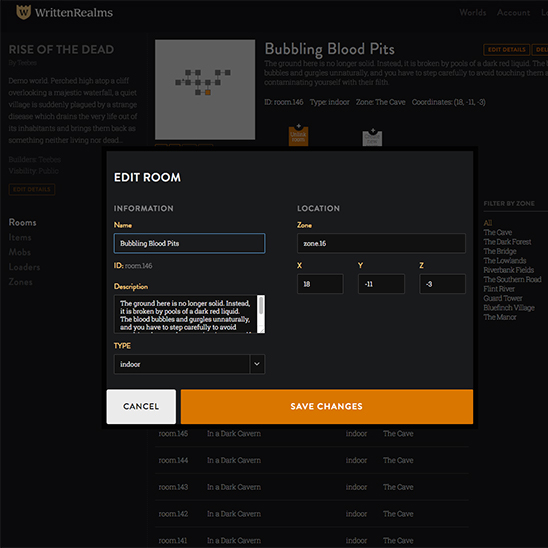 WrittenRealms
Worlds Account
RISE OF THE DEAD
Demo world. Perched high atop a cliff
overlooking a majestic waterfall, a quiet
village is suddenly plagued by a strange
disease which drains the very life out of
its inhabitants and brings them back as
something neither living nor dead...
Builders: Teebes
Viability: Public
EDIT DETAILS
Rooms
Items
Mobs
Loaders
Zones
Bubbling Blood Pits
EDIT DETAILS
The ground here is no longer solid. Instead, it is broken by pools of a dark red liquid. The
bubbles and gurgles unnaturally, and you have to step carefully to avoid touching them
contaminating yourself with their filth.
ID: room.146 Type: indoor Zone: The Cave Coordinates: (18, -11, -3)
EDIT ROOM
INFORMATION
Name
Bubbling Blood Pits
ID: room.146
Description
The ground here is no longer solid. Instead,
it is broken by pools of a dark red liquid.
The blood bubbles and gurgles unnaturally,
and you have to step carefully to avoid
TYPE
indoor
LOCATION
Zone
zone.16
X Y Z
18 -11 -3
CANCEL
SAVE CHANGES
FILTER BY ZONE
All
The Cave
The Dark Forest
The Bridge
The Lowlands
Riverbank Fields
The Southern Road
Flint River
Guard Tower
Bluefinch Village
The Manor
room.145 In a Dark Cavern indoor The Cave
room.144 In a Dark Cavern indoor The Cave
room.143 In a Dark Cavern indoor The Cave
room.142 In a Dark Cavern indoor The Cave
room.141 In a Dark Cavern indoor The Cave